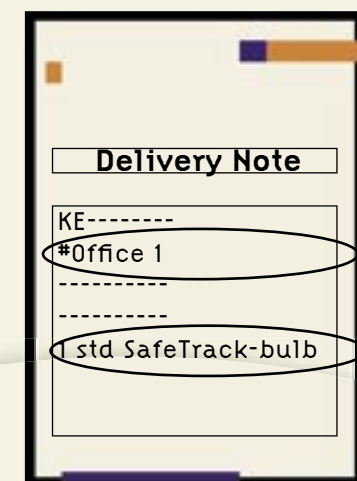 Delivery Note
KE--------
#Office 1
----------
----------
1 std SafeTrack-bulb